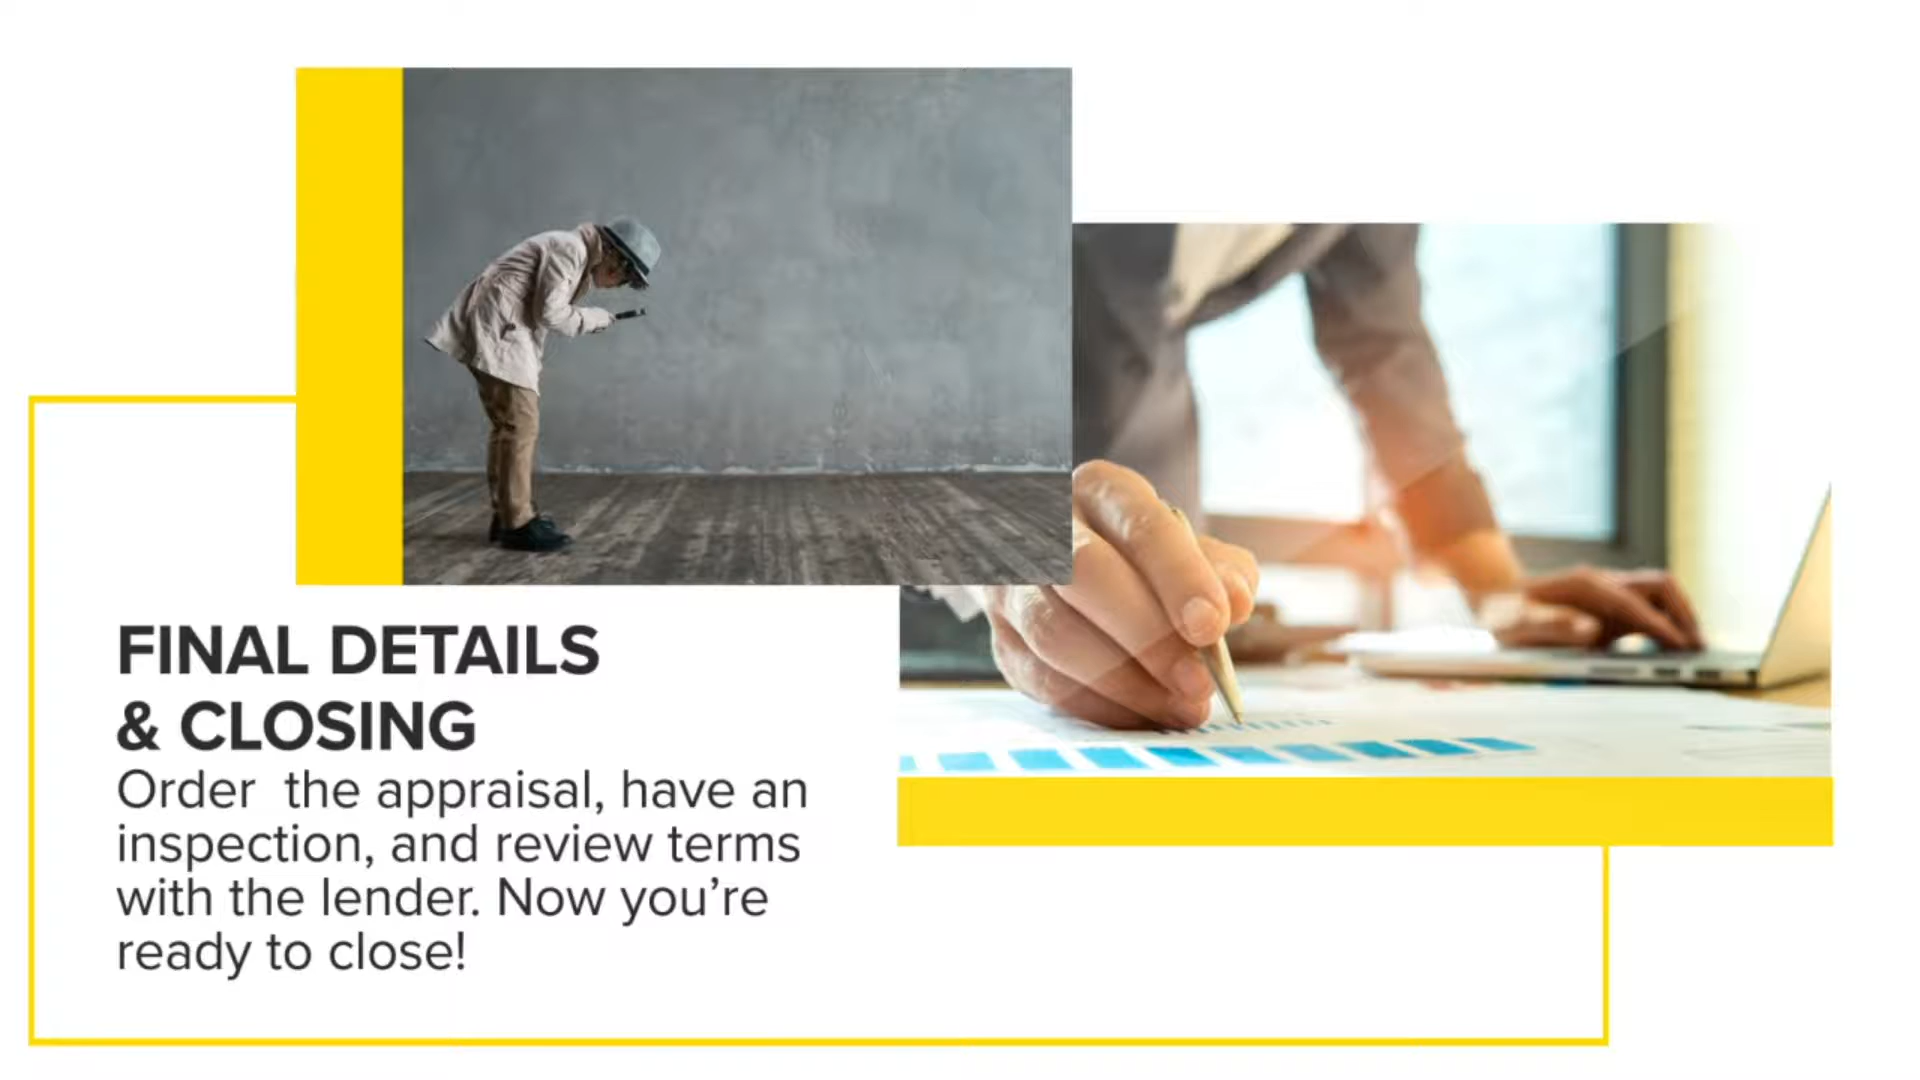 FINAL DETAILS
& CLOSING
Order  the appraisal, have an
inspection, and review terms
with the lender. Now you’re
ready to close!